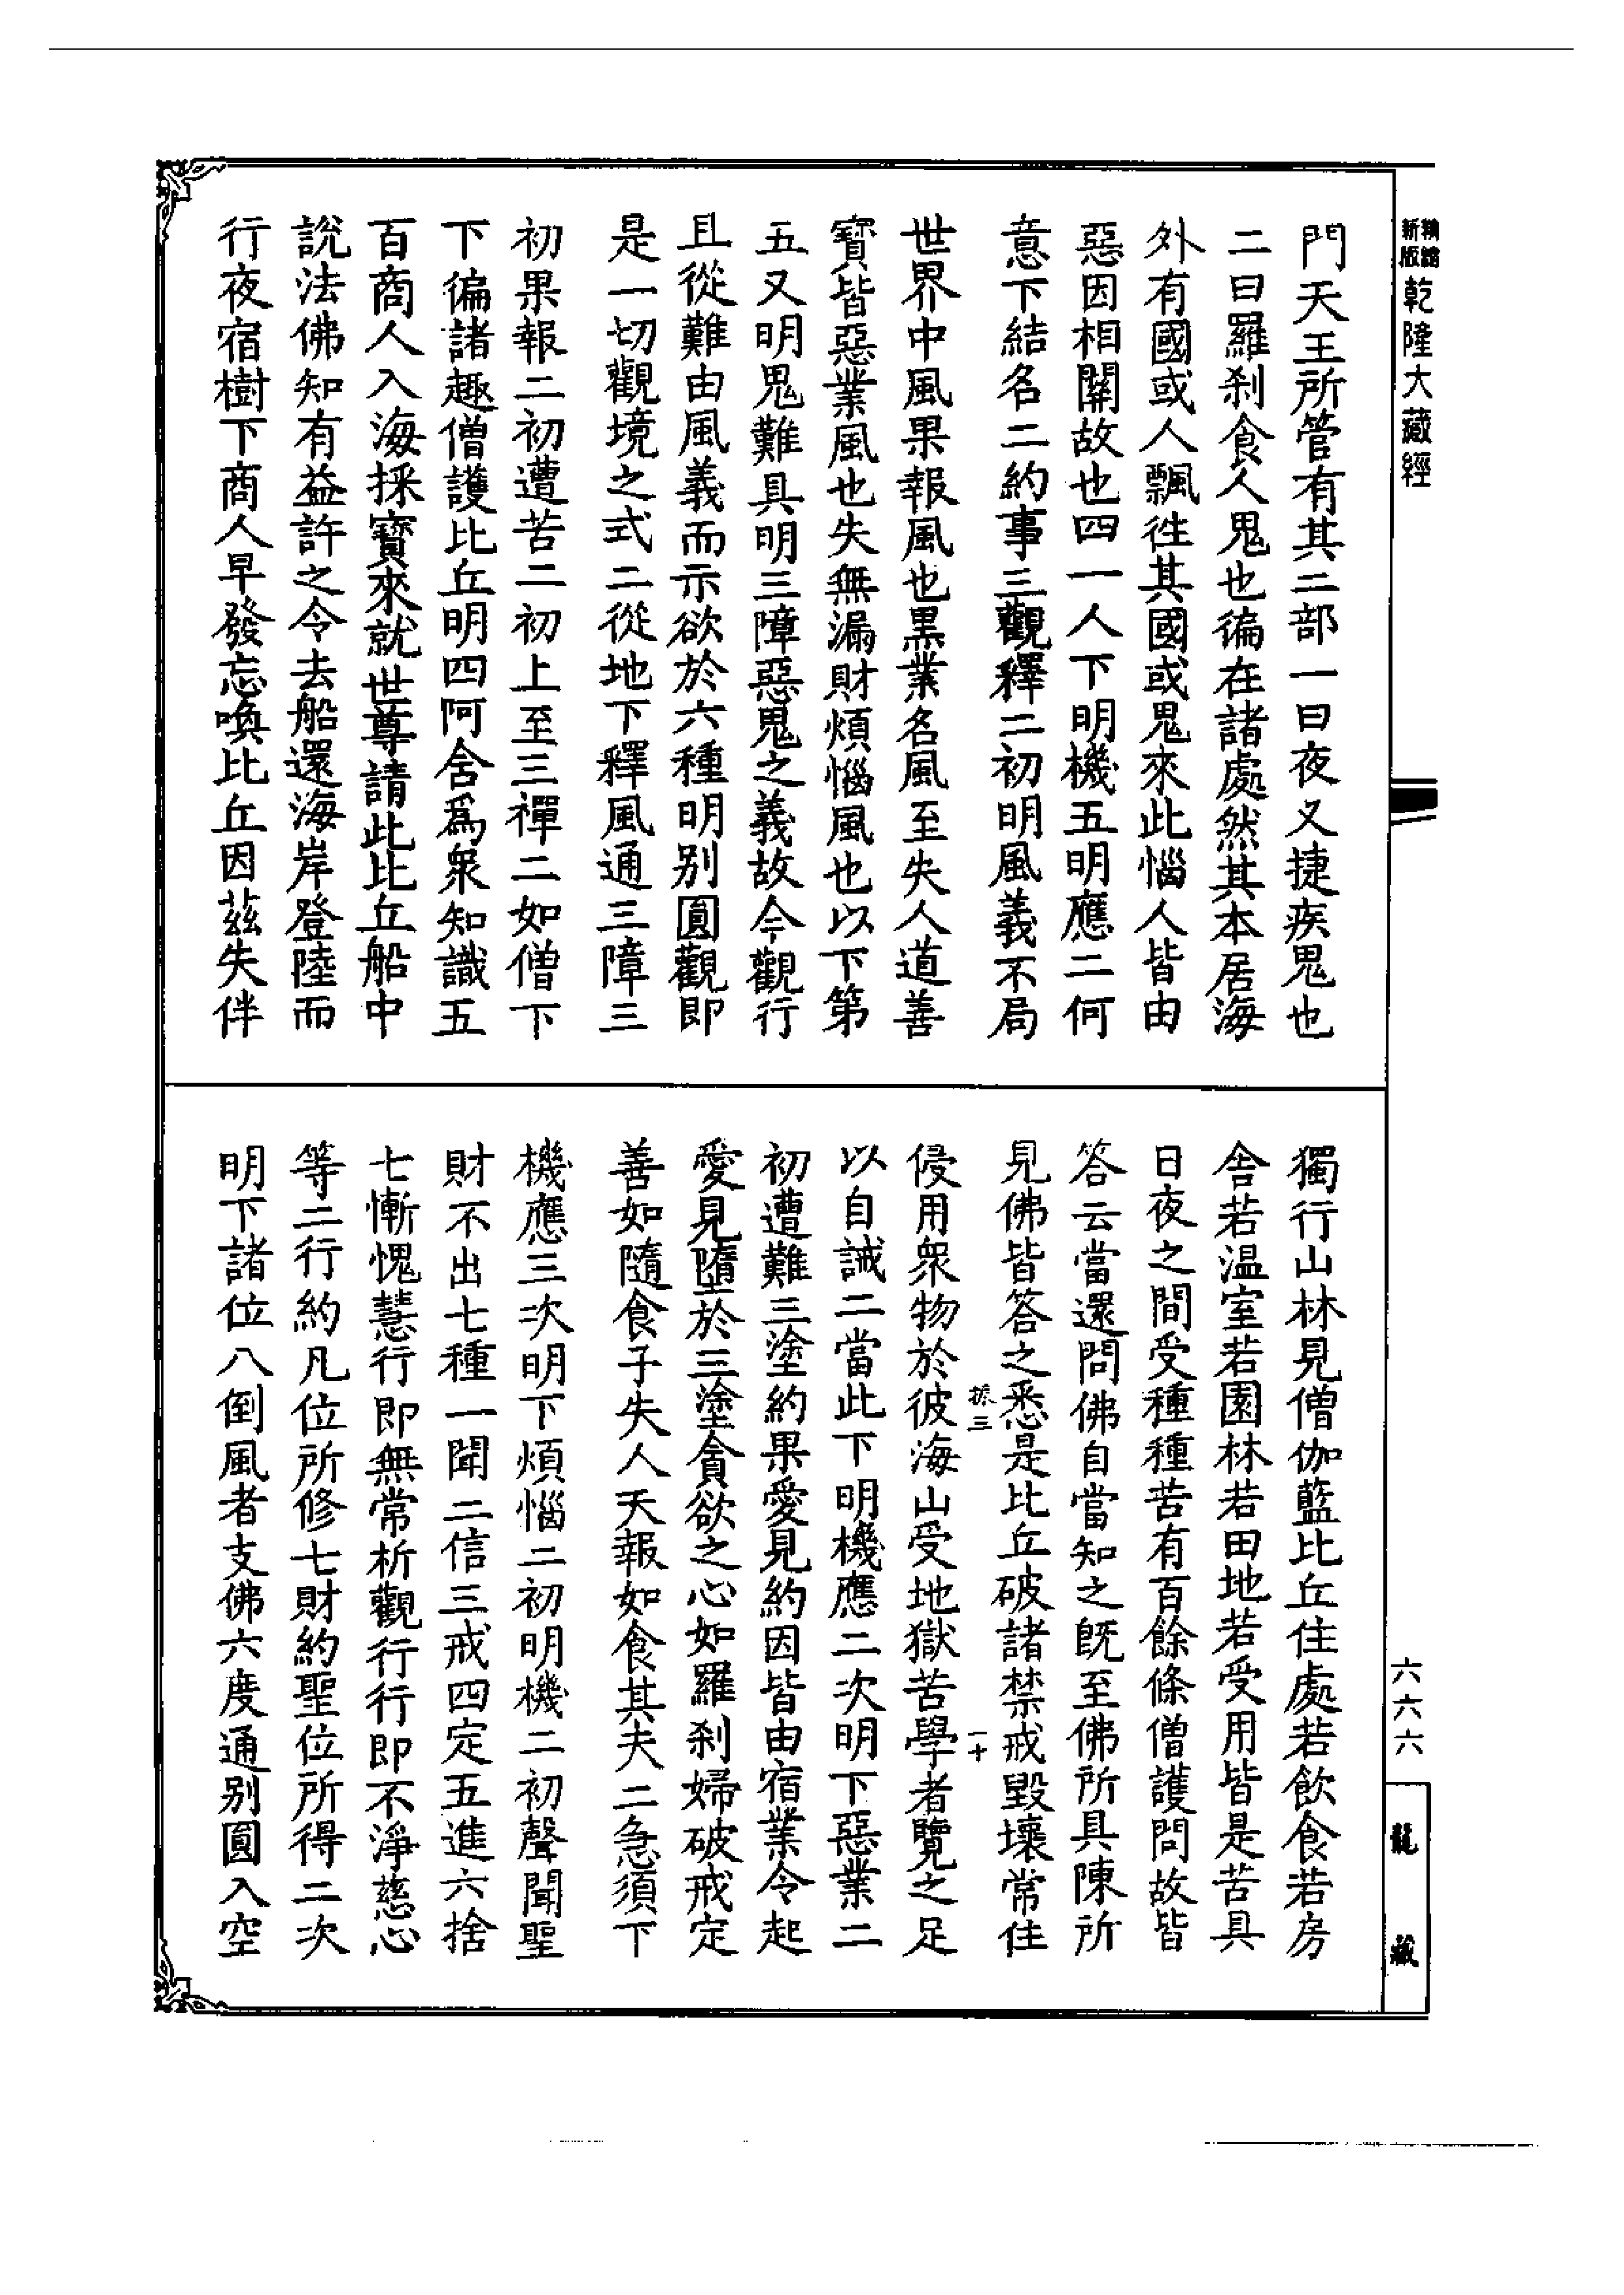 精譜
新版
乾隆大藏經
門天王所管有其二部一曰夜叉捷疾鬼也
二曰羅刹食人鬼也徧在諸處然其本居海
外有國或人飄往其國或鬼來此惱人皆由
惡因相關故也四一人下明機五明應二何
意下結名二約事三觀釋二初明風義不局
世界中風果報風也黒業名風至失人道善
寶皆惡業風也失無漏財煩惱風也以下第
五又明鬼難具明三障惡鬼之義故今觀行
且從難由風義而示欲於六種明別圓觀即
是一切觀境之式二從地下釋風通三障三
初果報二初遭苦二初上至三禪二如僧下
下徧諸趣僧護比丘明四阿含爲衆知識五
百商人入海採寶來就世尊請此比丘船中
說法佛知有益許之令去船還海岸登陸而
行夜宿樹下商人早發忘喚比丘因茲失伴
獨行山林見僧伽藍比丘住處若飲食若房
舍若温室若園林若田地若受用皆是苦具
日夜之間受種種苦有百餘條僧護問故皆
答云當還問佛佛自當知之旣至佛所具陳所
見佛皆答之悉是比丘破諸禁戒毀壞常住
侵用衆物於彼海山受地獄苦學者覽之足
以自誡二當此下明機應二次明下惡業二
初遭難三塗約果愛見約因皆由宿業令起
愛見墮於三塗貪欲之心如羅刹婦破戒定
善如隨食子失人天報如食其夫二急須下
機應三次明下煩惱二初明機二初聲聞聖
財不出七種一聞二信三戒四定五進六捨
七慚愧慧行即無常析觀行行即不淨慈心
等二行約凡位所修七財約聖位所得二次
明下諸位八倒風者支佛六度通別圓入空
三
一十
六六六
龍藏